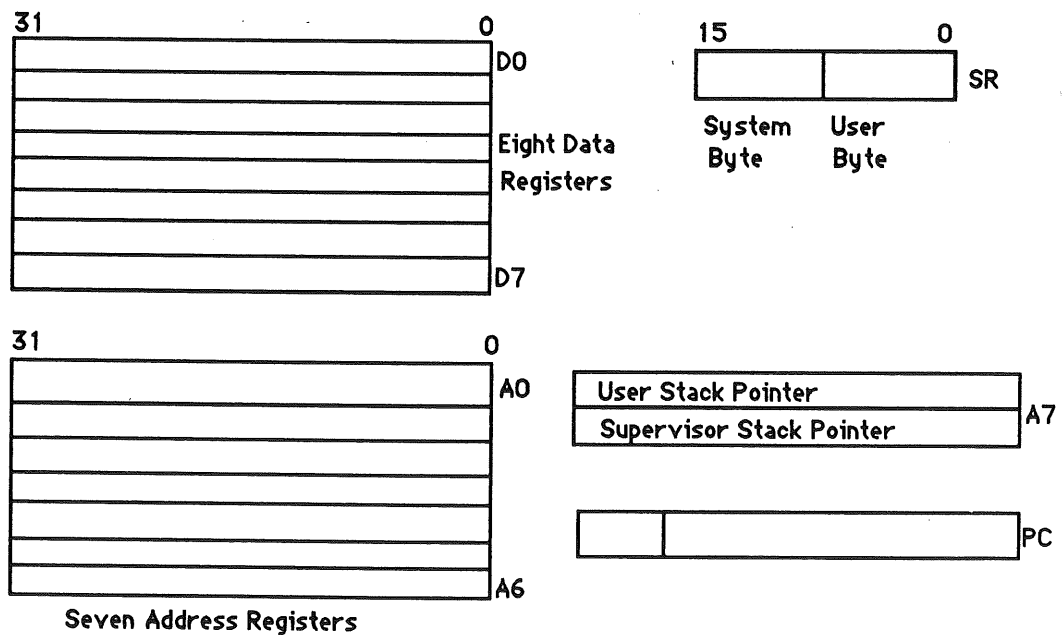 31 0
D0
Eight Data
Registers
D7
15 0
SR
System User
Byte Byte
31 0
A0
A6
Seven Address Registers
User Stack Pointer
Supervisor Stack Pointer
A7
PC